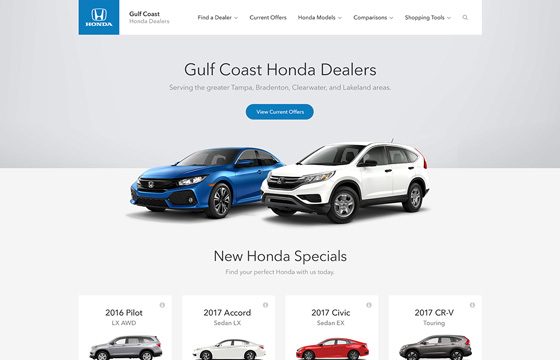 HONDA
Gulf Coast
Honda Dealers
Find a Dealer
Current Offers
Honda Models
Comparisons
Shopping Tools
Gulf Coast Honda Dealers
Serving the greater Tampa, Bradenton, Clearwater, and Lakeland areas.
View Current Offers
New Honda Specials
Find your perfect Honda with us today.
2016 Pilot
LX AWD
2017 Accord
Sedan LX
2017 Civic
Sedan EX
2017 CR-V
Touring